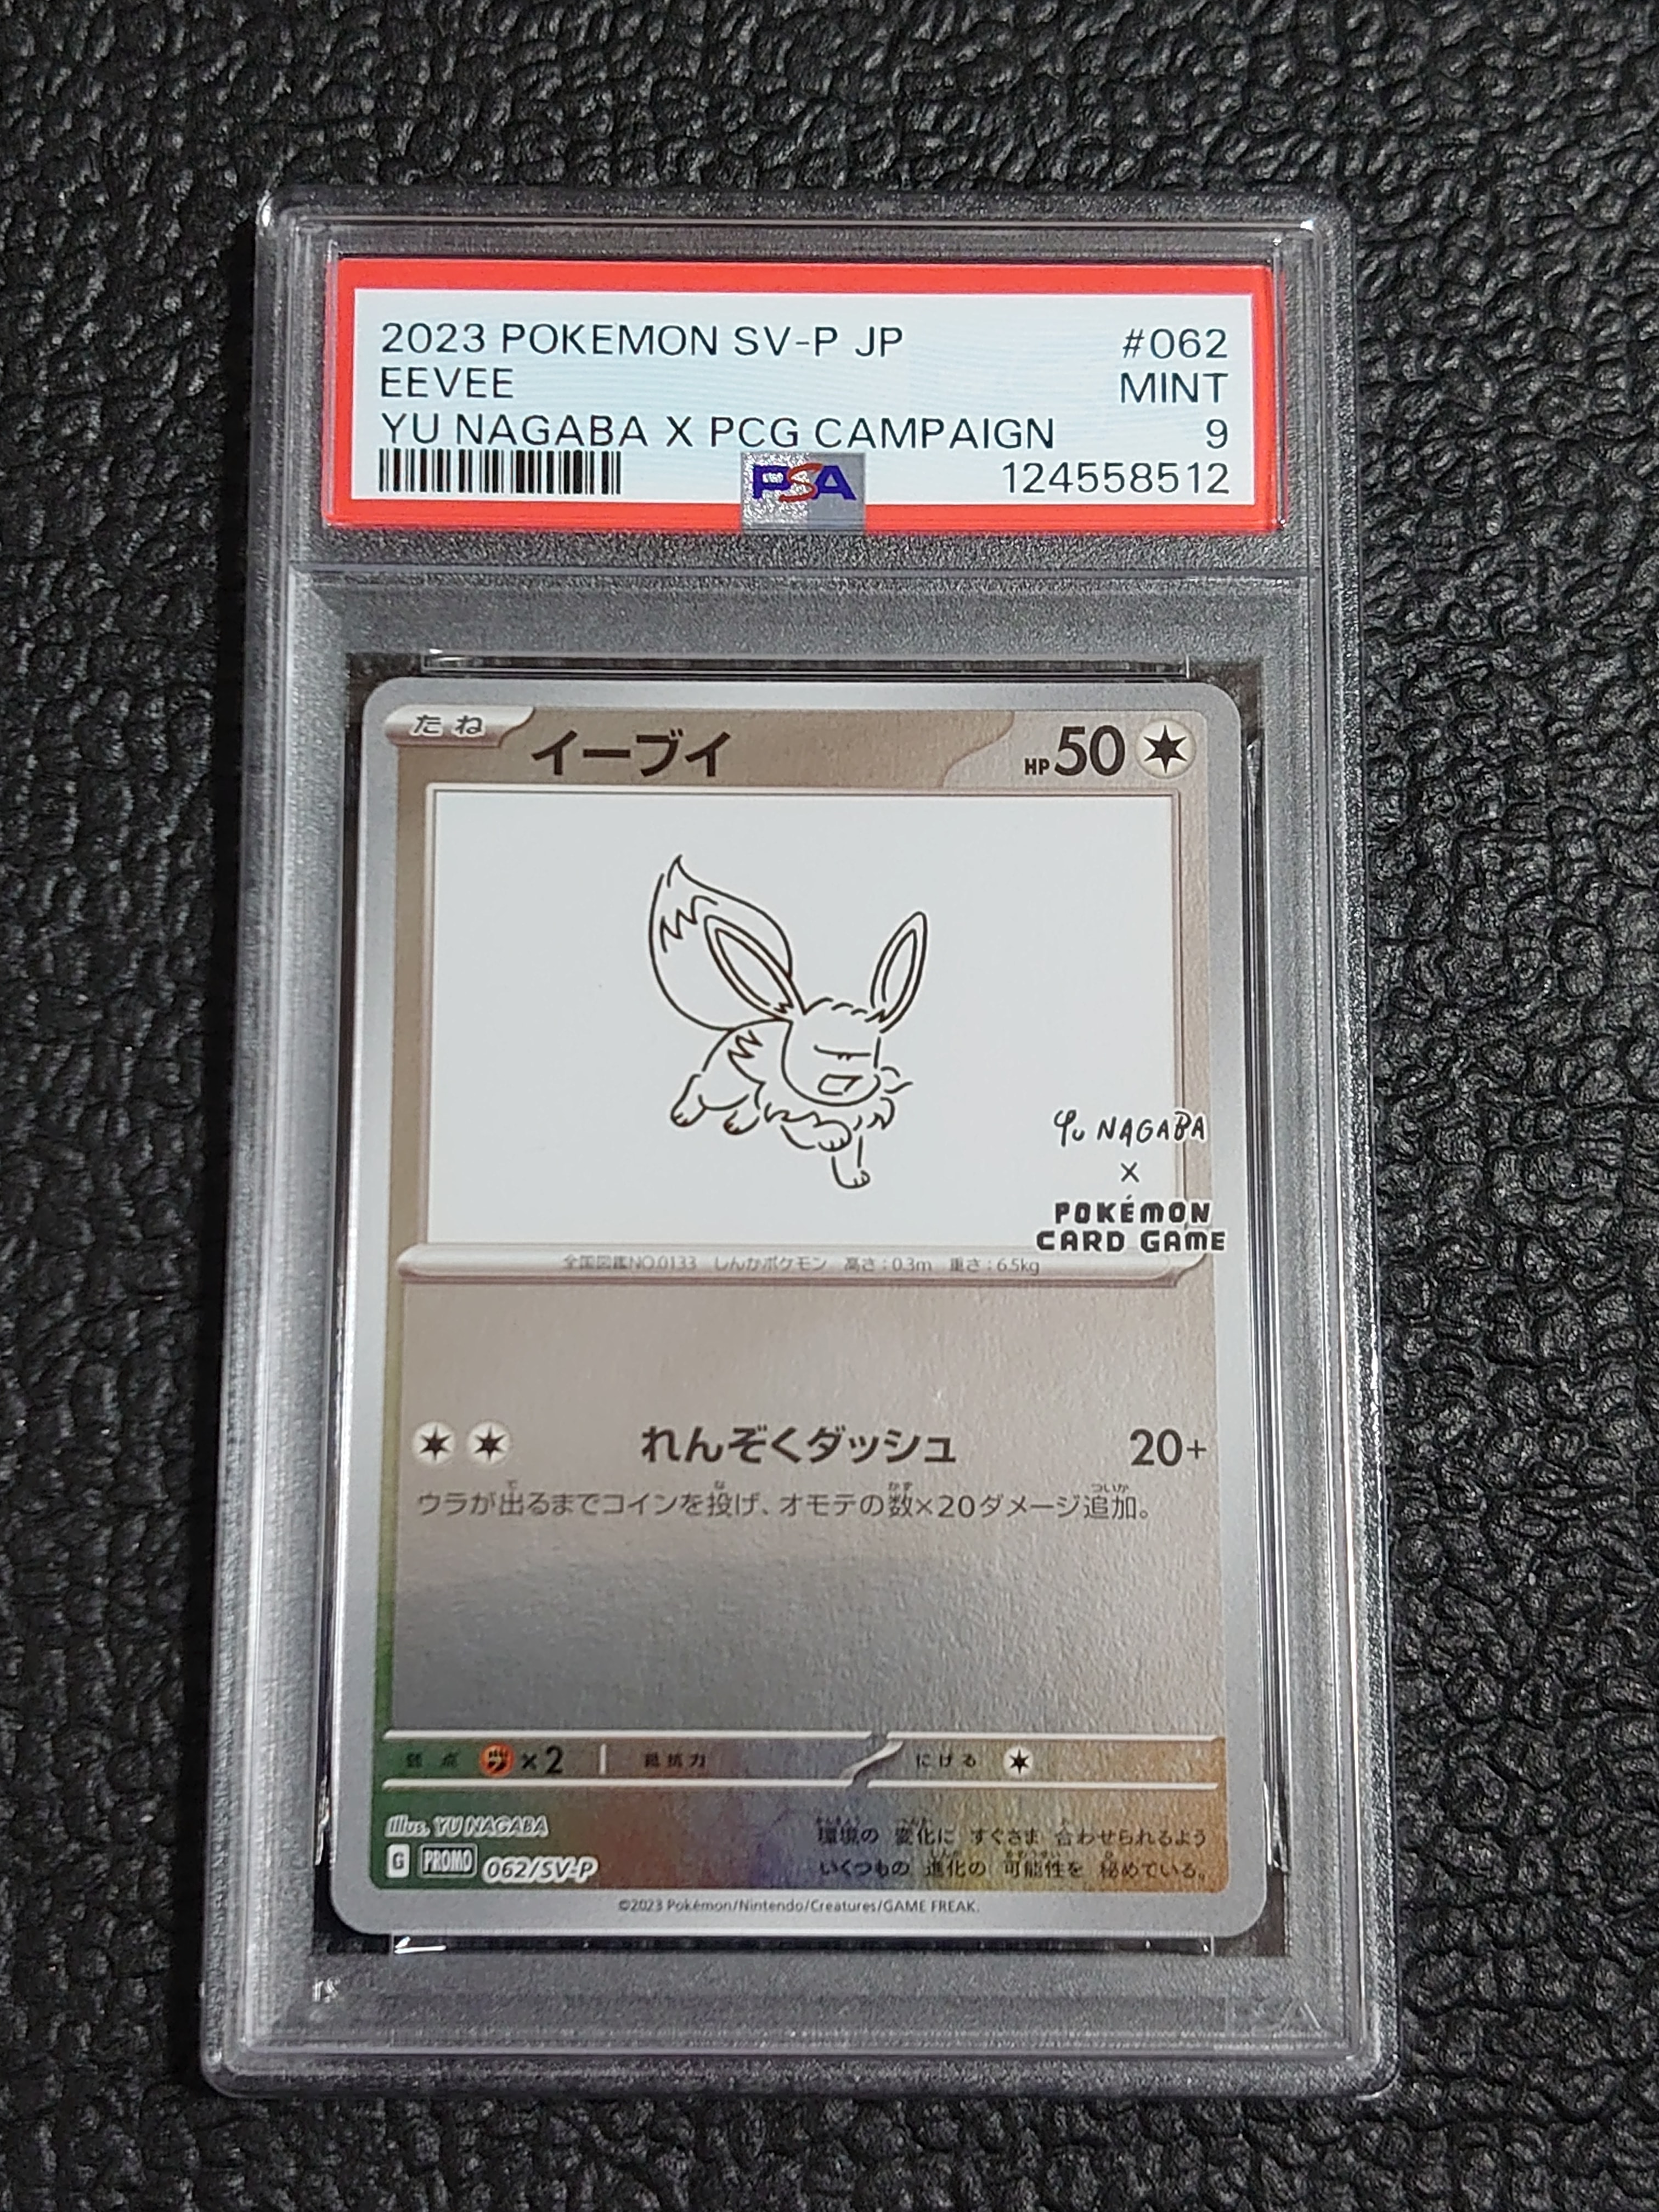 2023 POKEMON SV-P JP #062
EEVEE MINT
YU NAGABA X PCG CAMPAIGN 9
PSA 124558512
たね イーブイ HP 50
Yu NAGABA
×
POKÉMON
CARD GAME
全国図鑑NO.0133 しんかポケモン 高さ:0.3m 重さ:6.5kg
れんぞくダッシュ 20+
ウラが出るまでコインを投げ、オモテの数×20ダメージ追加。
弱点 ×2 抵抗力 にげる
Illus. YU NAGABA
G PROMO 062/SV-P
環境の変化にすぐさま合わせられるよう
いくつもの進化の可能性を秘めている。
©2023 Pokémon/Nintendo/Creatures/GAME FREAK.